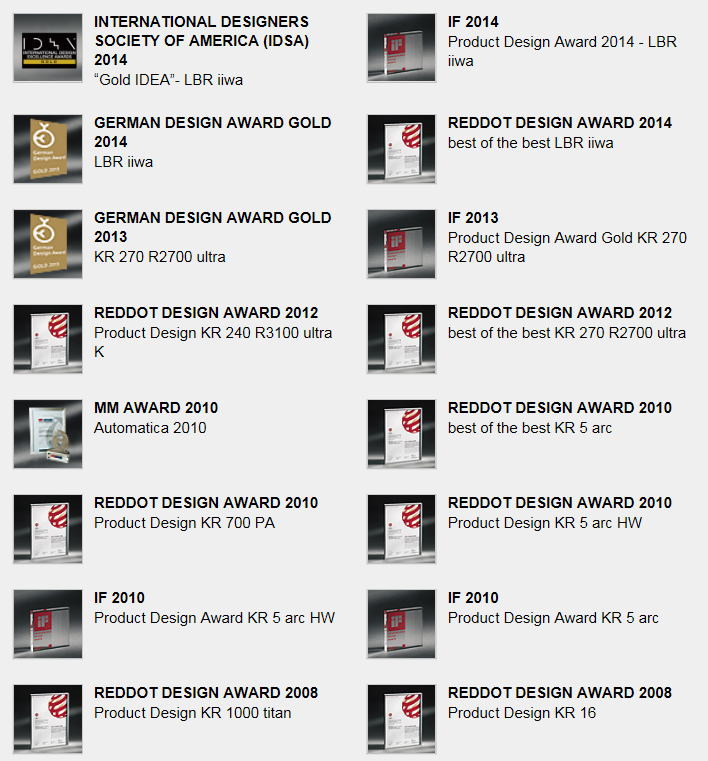 INTERNATIONAL DESIGNERS
SOCIETY OF AMERICA (IDSA)
2014
“Gold IDEA”- LBR iiwa
IF 2014
Product Design Award 2014 - LBR
iiwa
GERMAN DESIGN AWARD GOLD
2014
LBR iiwa
REDDOT DESIGN AWARD 2014
best of the best LBR iiwa
GERMAN DESIGN AWARD GOLD
2013
KR 270 R2700 ultra
IF 2013
Product Design Award Gold KR 270
R2700 ultra
REDDOT DESIGN AWARD 2012
Product Design KR 240 R3100 ultra
K
REDDOT DESIGN AWARD 2012
best of the best KR 270 R2700 ultra
MM AWARD 2010
Automatica 2010
REDDOT DESIGN AWARD 2010
best of the best KR 5 arc
REDDOT DESIGN AWARD 2010
Product Design KR 700 PA
REDDOT DESIGN AWARD 2010
Product Design KR 5 arc HW
IF 2010
Product Design Award KR 5 arc HW
IF 2010
Product Design Award KR 5 arc
REDDOT DESIGN AWARD 2008
Product Design KR 1000 titan
REDDOT DESIGN AWARD 2008
Product Design KR 16